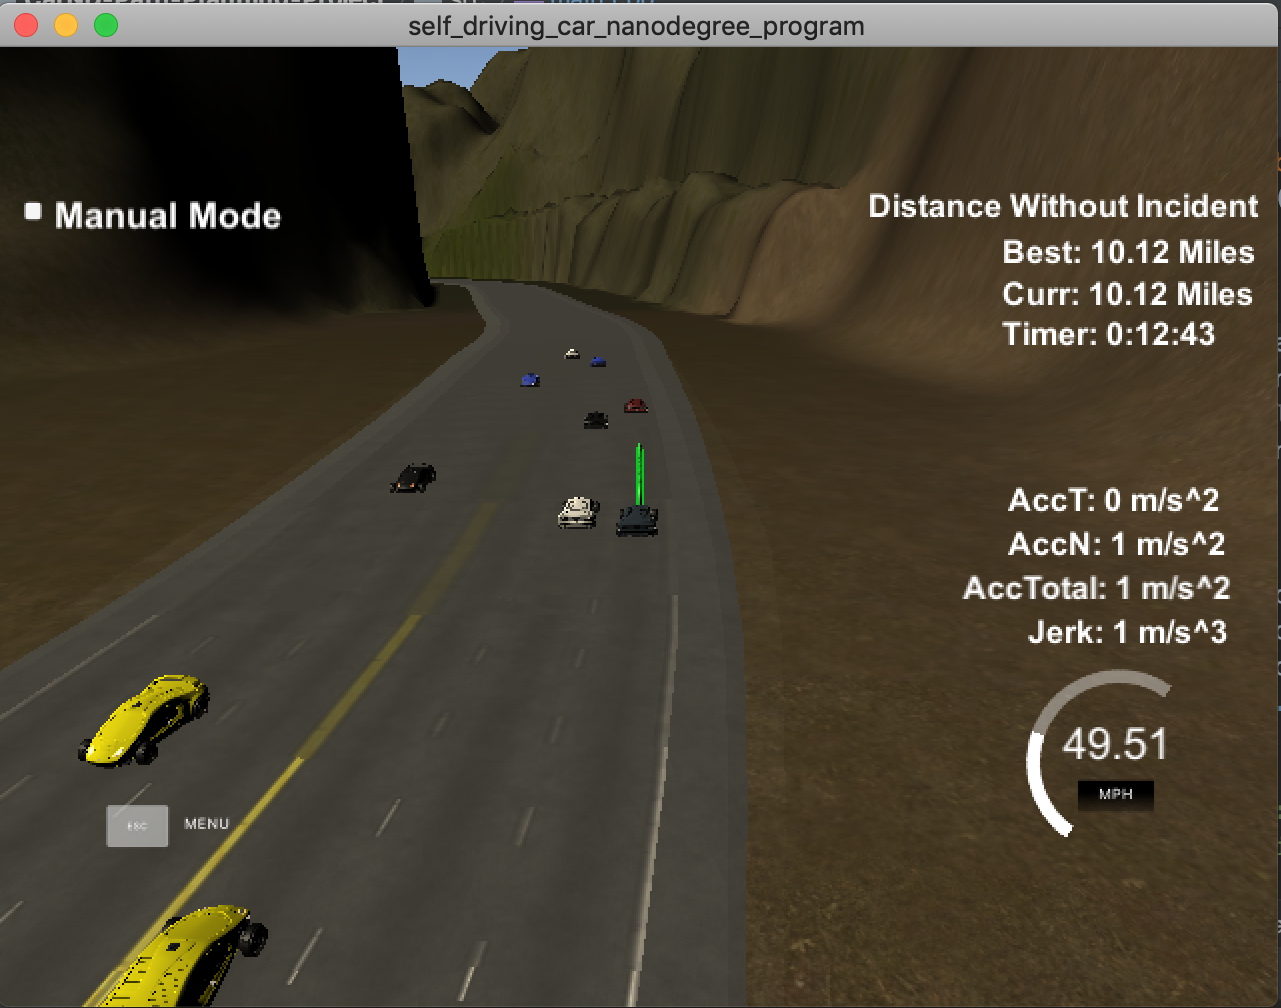 self_driving_car_nanodegree_program
Manual Mode
Distance Without Incident
Best: 10.12 Miles
Curr: 10.12 Miles
Timer: 0:12:43
AccT: 0 m/s^2
AccN: 1 m/s^2
AccTotal: 1 m/s^2
Jerk: 1 m/s^3
49.51
MPH
ESC MENU